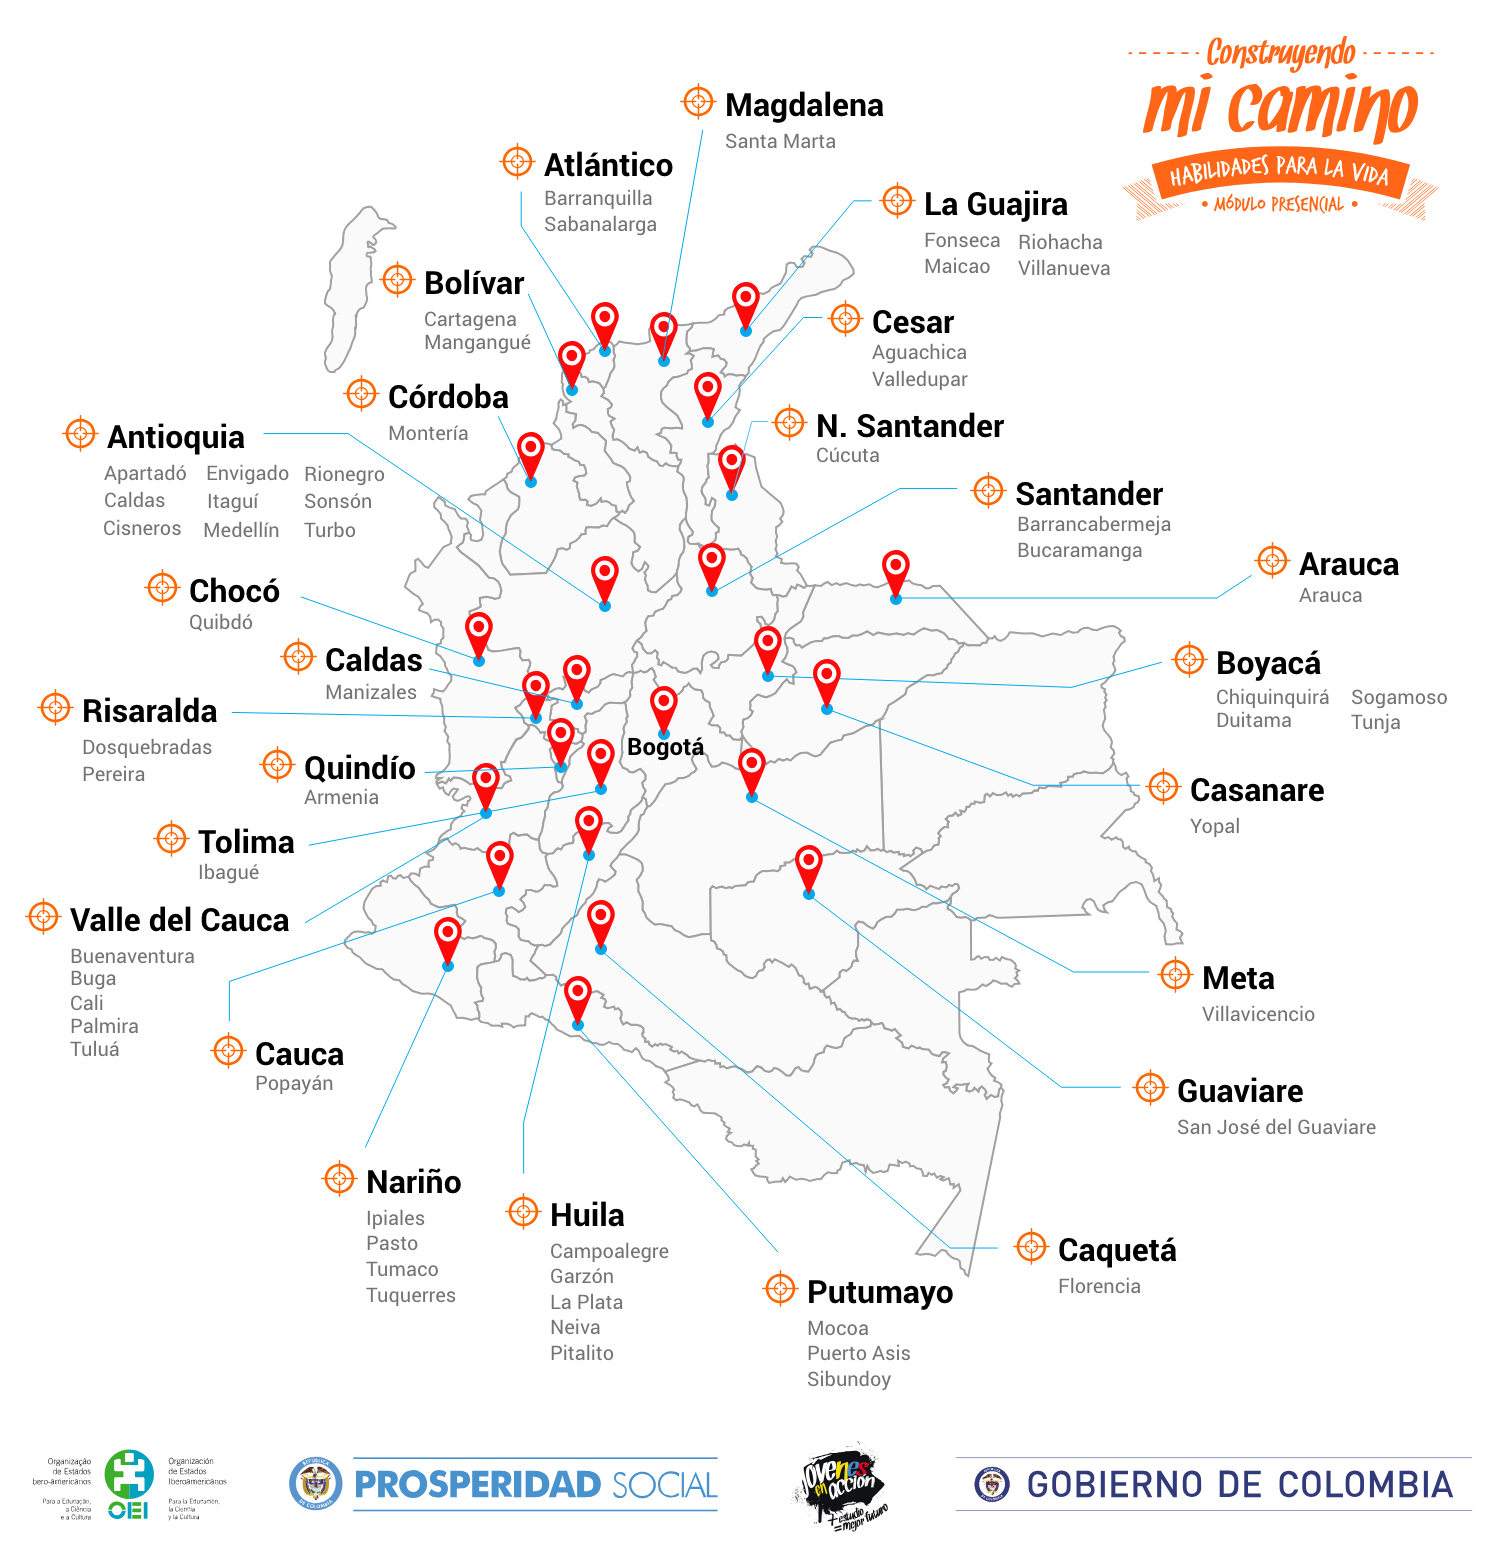 Construyendo
mi camino
HABILIDADES PARA LA VIDA
• MÓDULO PRESENCIAL •
Magdalena
Santa Marta
Atlántico
Barranquilla
Sabanalarga
La Guajira
Fonseca Riohacha
Maicao Villanueva
Bolívar
Cartagena
Mangangué
Cesar
Aguachica
Valledupar
Córdoba
Montería
N. Santander
Cúcuta
Antioquia
Apartadó Envigado Rionegro
Caldas Itaguí Sonsón
Cisneros Medellín Turbo
Santander
Barrancabermeja
Bucaramanga
Arauca
Arauca
Chocó
Quibdó
Caldas
Manizales
Boyacá
Chiquinquirá Sogamoso
Duitama Tunja
Risaralda
Dosquebradas
Pereira
Bogotá
Quindío
Armenia
Casanare
Yopal
Tolima
Ibagué
Valle del Cauca
Buenaventura
Buga
Cali
Palmira
Tuluá
Meta
Villavicencio
Cauca
Popayán
Guaviare
San José del Guaviare
Nariño
Ipiales
Pasto
Tumaco
Tuquerres
Huila
Campoalegre
Garzón
La Plata
Neiva
Pitalito
Caquetá
Florencia
Putumayo
Mocoa
Puerto Asis
Sibundoy
Organização
de Estados
bero-americanos
Para a Educação,
a Ciência
e a Cultura
OEI
Organización
de Estados
Iberoamericanos
Para la Educación,
la Ciencia
y la Cultura
REPÚBLICA
DE COLOMBIA
PROSPERIDAD SOCIAL
Jóvenes
en
acción
+ estudio
= mejor futuro
GOBIERNO DE COLOMBIA